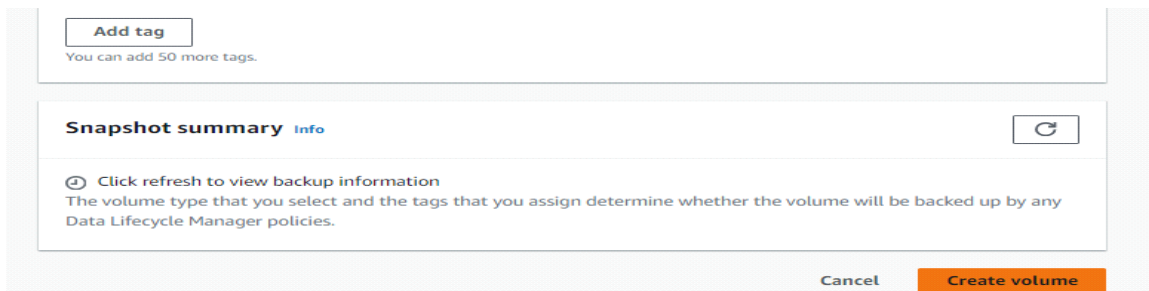 Add tag
You can add 50 more tags.
Snapshot summary Info
Click refresh to view backup information
The volume type that you select and the tags that you assign determine whether the volume will be backed up by any
Data Lifecycle Manager policies.
Cancel Create volume